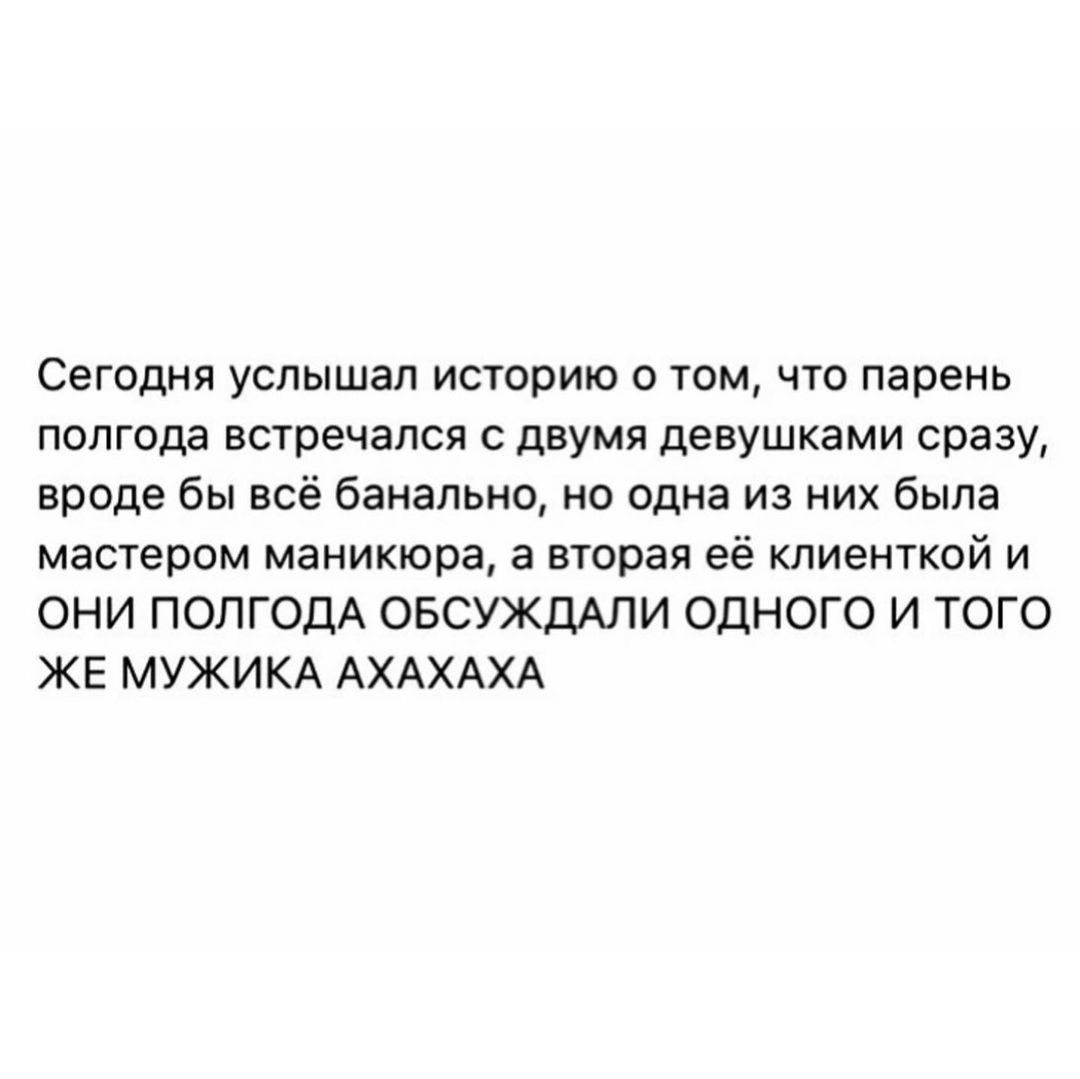 Сегодня услышал историю о том, что парень
полгода встречался с двумя девушками сразу,
вроде бы всё банально, но одна из них была
мастером маникюра, а вторая её клиенткой и
ОНИ ПОЛГОДА ОБСУЖДАЛИ ОДНОГО И ТОГО
ЖЕ МУЖИКА АХАХАХА